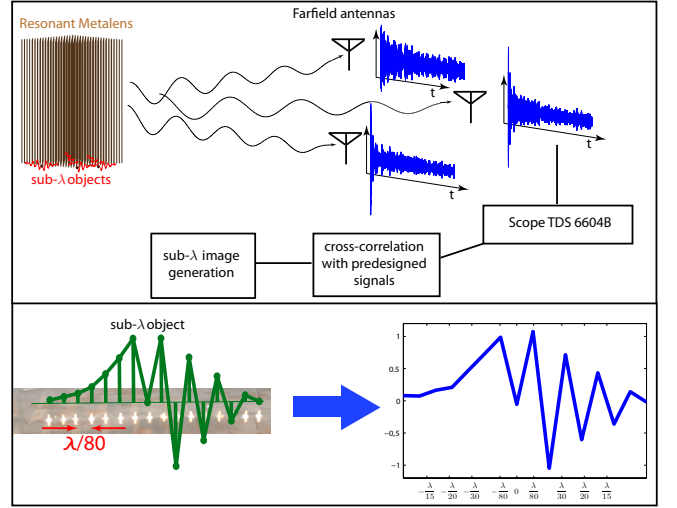 Resonant Metalens
Farfield antennas
t
t
t
sub-λ objects
Scope TDS 6604B
cross-correlation
with predesigned
signals
sub-λ image
generation
sub-λ object
λ/80
1
0.5
0
−0.5
−1
−λ/15 −λ/20 −λ/30 −λ/80 0 λ/80 λ/30 λ/20 λ/15